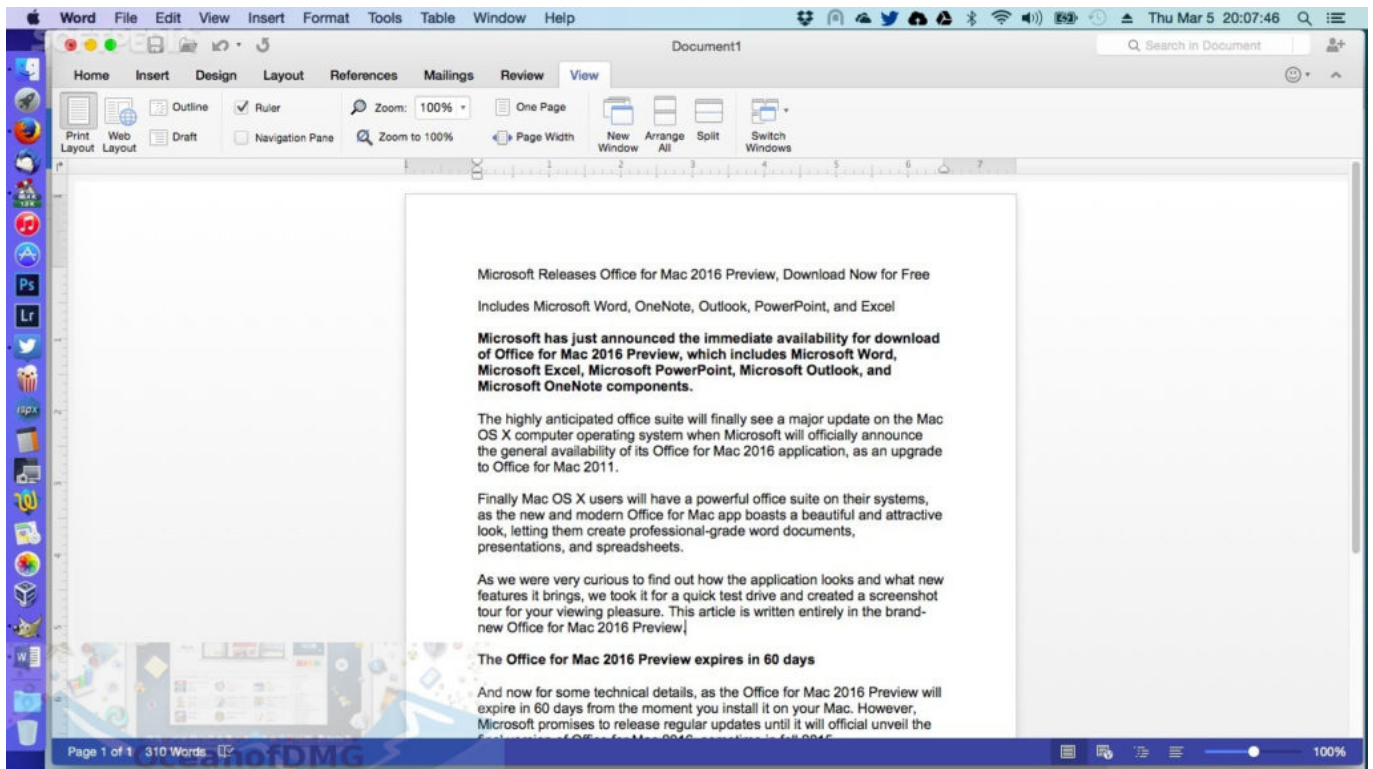 Word File Edit View Insert Format Tools Table Window Help Thu Mar 5 20:07:46
Document1 Search in Document
Home Insert Design Layout References Mailings Review View
Outline Ruler Zoom: 100% One Page
Print Layout Web Layout Draft Navigation Pane Zoom to 100% Page Width New Window Arrange All Split Switch Windows
1 1 2 3 4 5 6 7
Microsoft Releases Office for Mac 2016 Preview, Download Now for Free
Includes Microsoft Word, OneNote, Outlook, PowerPoint, and Excel
Microsoft has just announced the immediate availability for download
of Office for Mac 2016 Preview, which includes Microsoft Word,
Microsoft Excel, Microsoft PowerPoint, Microsoft Outlook, and
Microsoft OneNote components.
The highly anticipated office suite will finally see a major update on the Mac
OS X computer operating system when Microsoft will officially announce
the general availability of its Office for Mac 2016 application, as an upgrade
to Office for Mac 2011.
Finally Mac OS X users will have a powerful office suite on their systems,
as the new and modern Office for Mac app boasts a beautiful and attractive
look, letting them create professional-grade word documents,
presentations, and spreadsheets.
As we were very curious to find out how the application looks and what new
features it brings, we took it for a quick test drive and created a screenshot
tour for your viewing pleasure. This article is written entirely in the brand-
new Office for Mac 2016 Preview.
The Office for Mac 2016 Preview expires in 60 days
And now for some technical details, as the Office for Mac 2016 Preview will
expire in 60 days from the moment you install it on your Mac. However,
Microsoft promises to release regular updates until it will official unveil the
Page 1 of 1 310 Words 100%
OceanofDMG
Ps
Lr